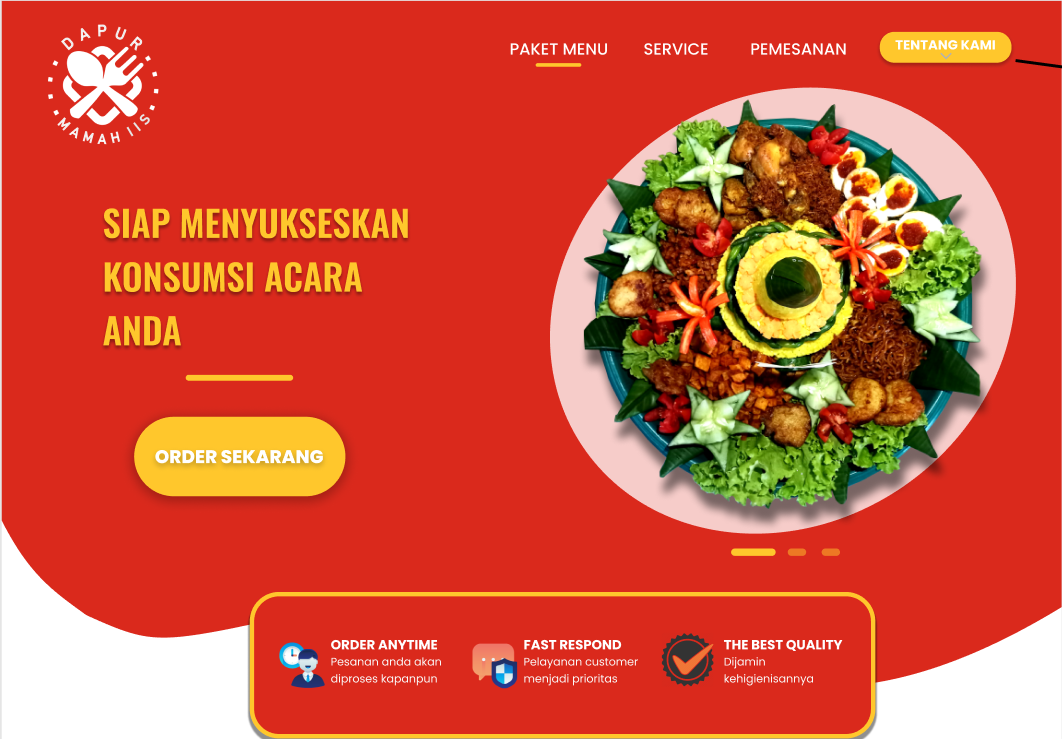 DAPUR
MAMAH IIS
PAKET MENU
SERVICE
PEMESANAN
TENTANG KAMI
SIAP MENYUKSESKAN
KONSUMSI ACARA
ANDA
ORDER SEKARANG
ORDER ANYTIME
Pesanan anda akan
diproses kapanpun
FAST RESPOND
Pelayanan customer
menjadi prioritas
THE BEST QUALITY
Dijamin
kehigienisannya